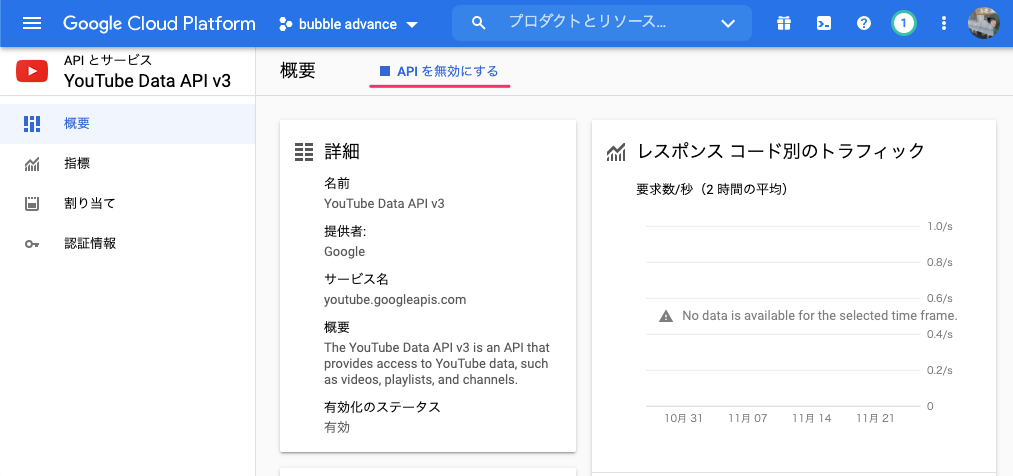 Google Cloud Platform
bubble advance
プロダクトとリソース...
1
API とサービス
YouTube Data API v3
概要
API を無効にする
概要
指標
割り当て
認証情報
詳細
名前
YouTube Data API v3
提供者:
Google
サービス名
youtube.googleapis.com
概要
The YouTube Data API v3 is an API that
provides access to YouTube data, such
as videos, playlists, and channels.
有効化のステータス
有効
レスポンス コード別のトラフィック
要求数/秒（2 時間の平均）
1.0/s
0.8/s
0.6/s
No data is available for the selected time frame.
0.4/s
0.2/s
0
10月 31
11月 07
11月 14
11月 21